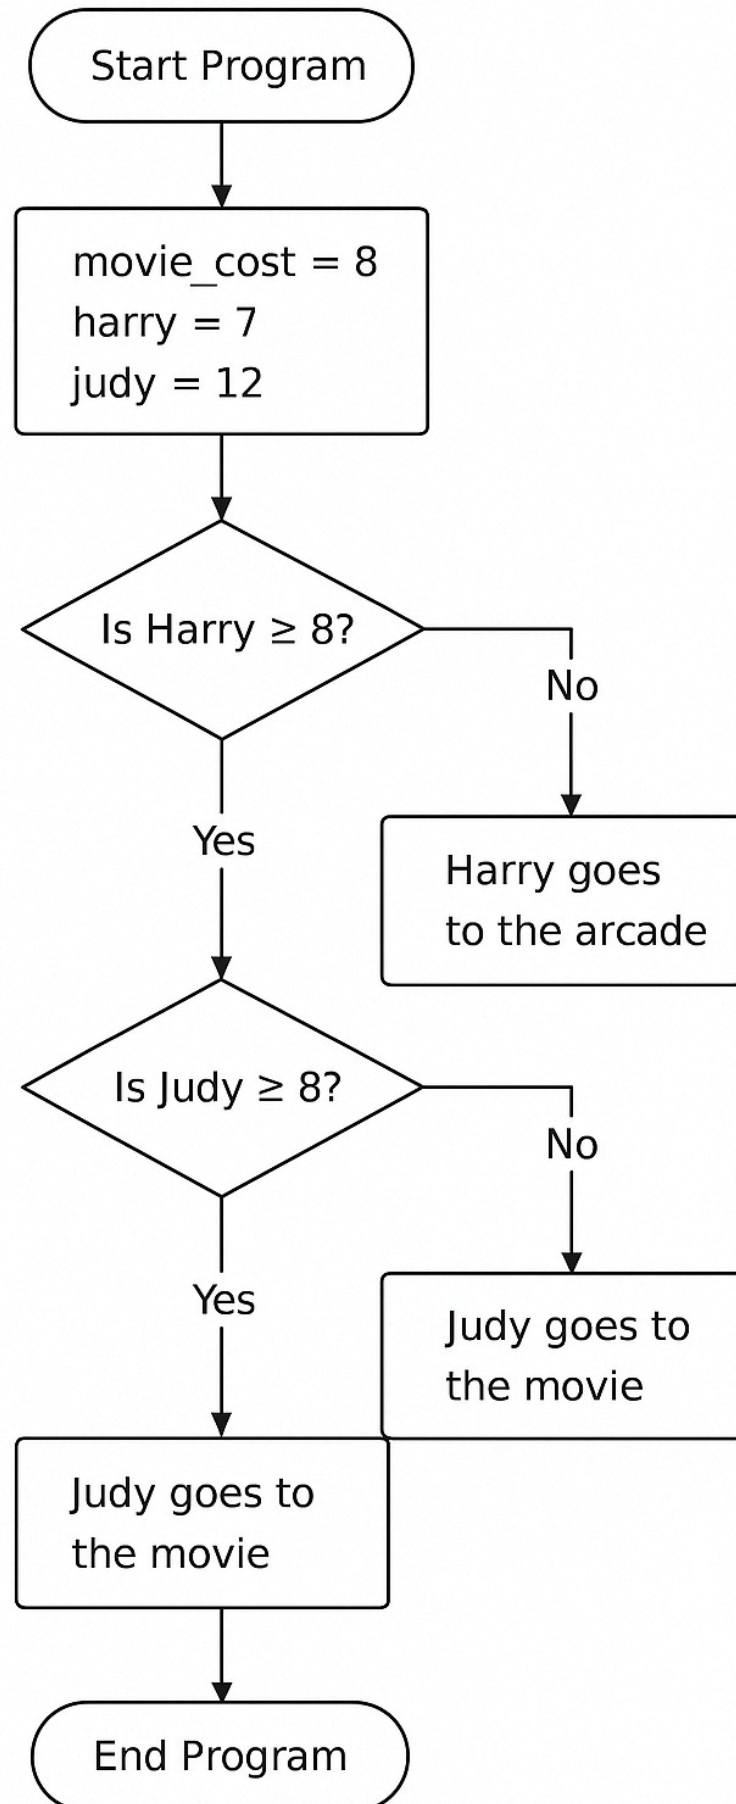 Start Program
movie_cost = 8
harry = 7
judy = 12
Is Harry ≥ 8?
No
Yes
Harry goes
to the arcade
Is Judy ≥ 8?
No
Yes
Judy goes to
the movie
Judy goes to
the movie
End Program